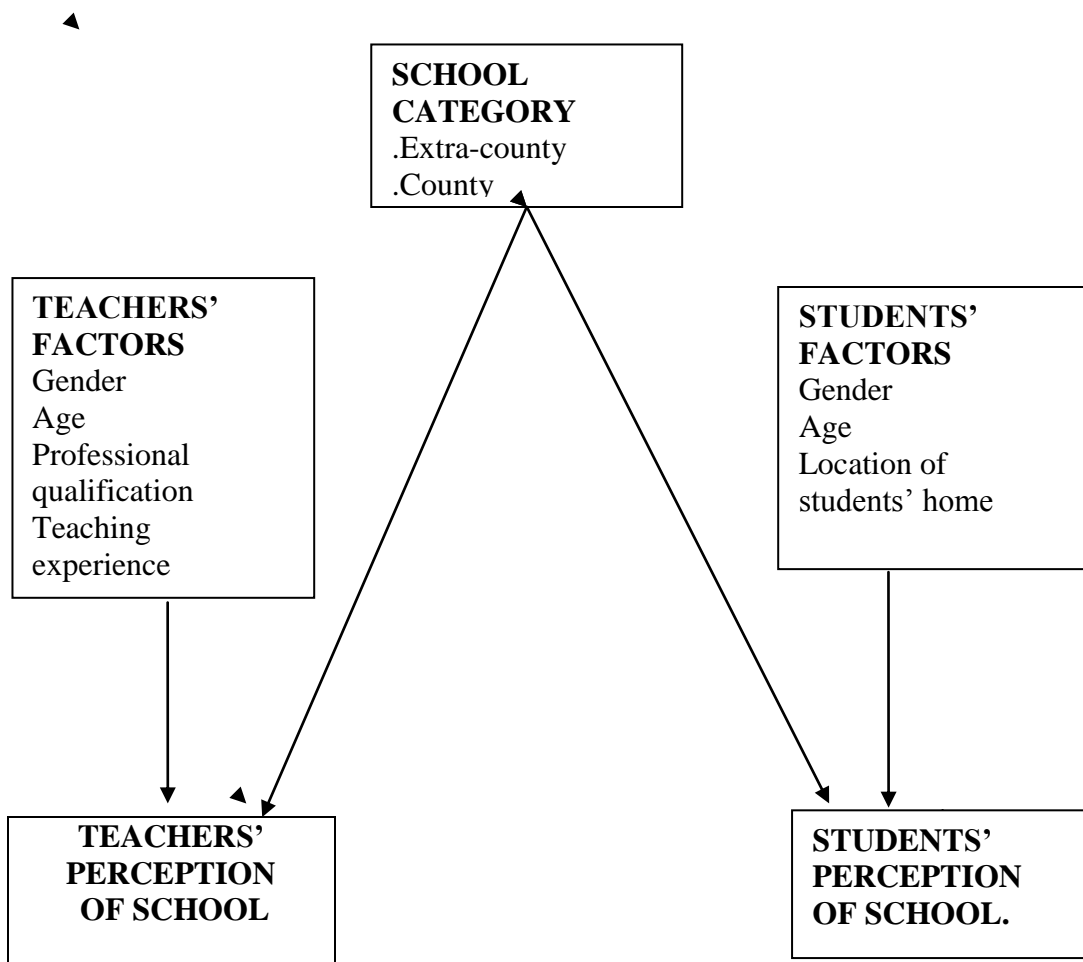 SCHOOL
CATEGORY
.Extra-county
.County
TEACHERS’
FACTORS
Gender
Age
Professional
qualification
Teaching
experience
STUDENTS’
FACTORS
Gender
Age
Location of
students’ home
TEACHERS’
PERCEPTION
OF SCHOOL
STUDENTS’
PERCEPTION
OF SCHOOL.